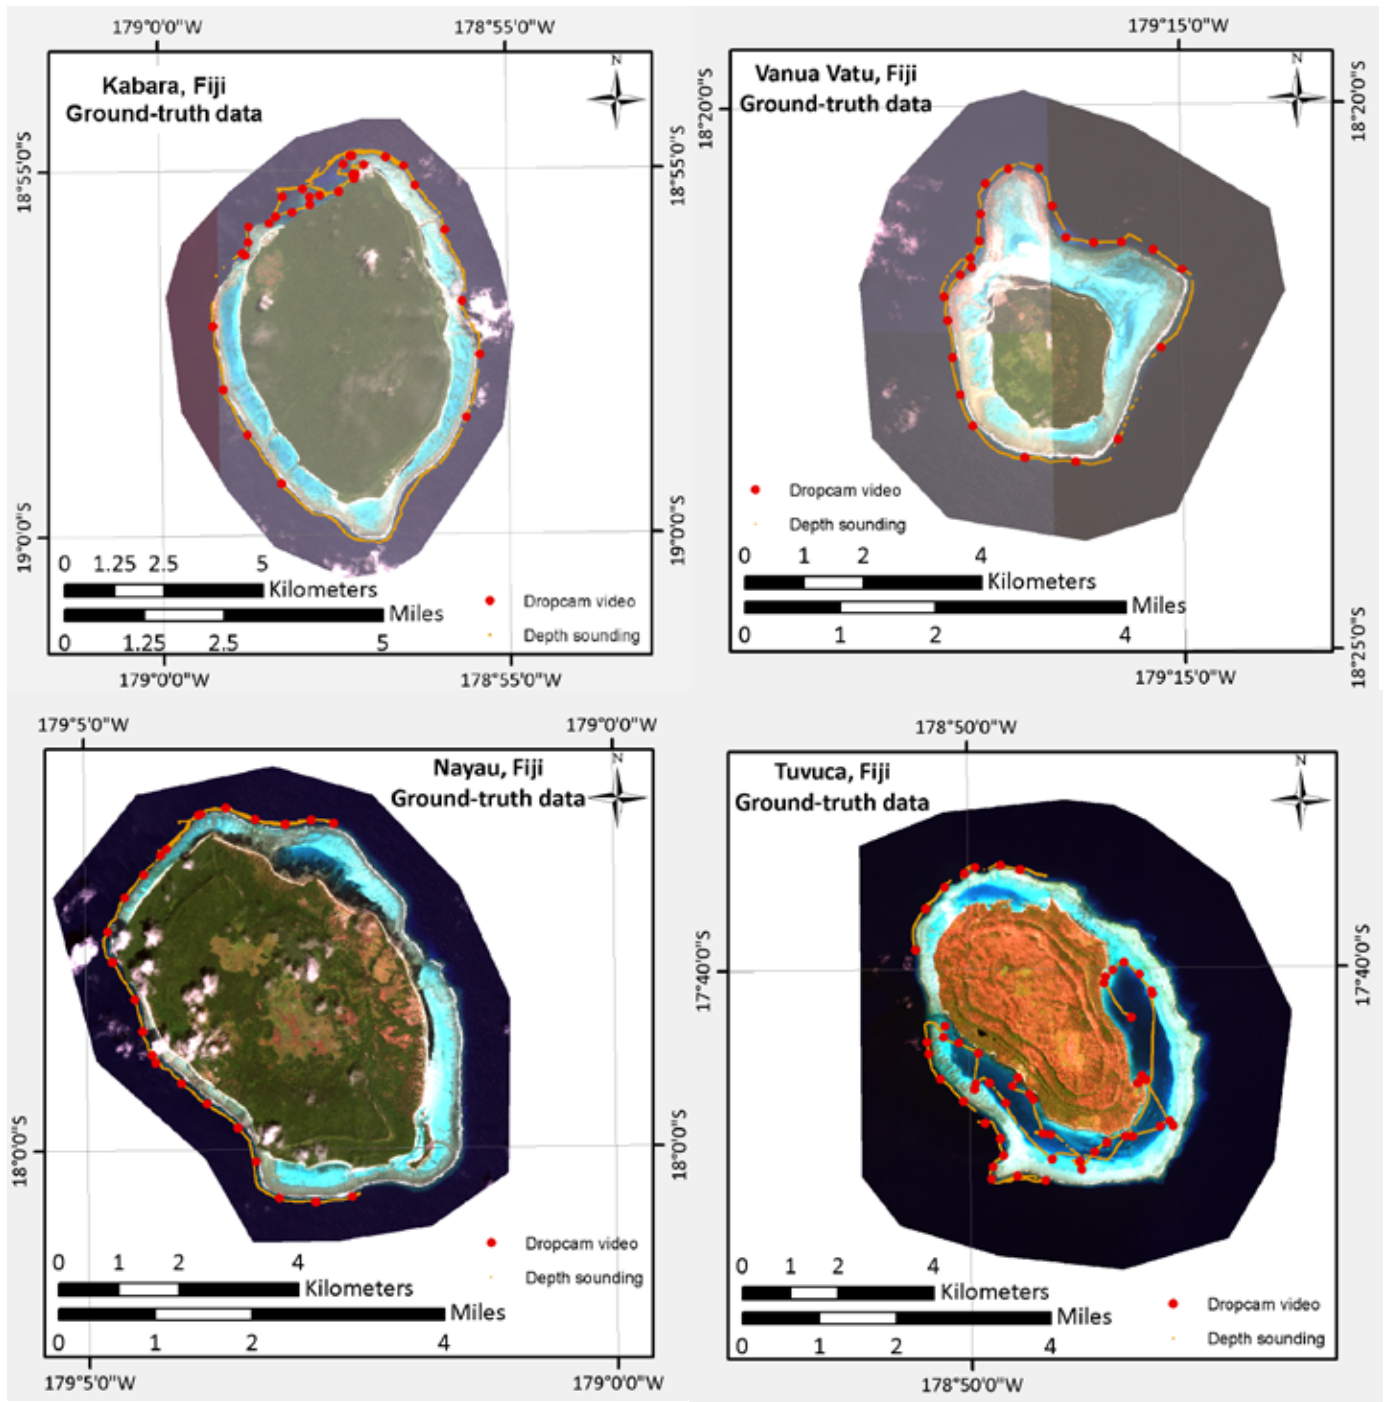 179°0'0"W 178°55'0"W
N
Kabara, Fiji
Ground-truth data
18°55'0"S
18°55'0"S
19°0'0"S
19°0'0"S
0 1.25 2.5 5
Kilometers
Miles
0 1.25 2.5 5
Dropcam video
Depth sounding
179°0'0"W 178°55'0"W
179°15'0"W
N
Vanua Vatu, Fiji
Ground-truth data
18°20'0"S
18°20'0"S
Dropcam video
Depth sounding
0 1 2 4
Kilometers
Miles
0 1 2 4
18°25'0"S
179°15'0"W
179°5'0"W 179°0'0"W
N
Nayau, Fiji
Ground-truth data
18°0'0"S
18°0'0"S
Dropcam video
Depth sounding
0 1 2 4
Kilometers
Miles
0 1 2 4
179°5'0"W 179°0'0"W
178°50'0"W
N
Tuvuca, Fiji
Ground-truth data
17°40'0"S
17°40'0"S
0 1 2 4
Kilometers
Miles
0 1 2 4
Dropcam video
Depth sounding
178°50'0"W